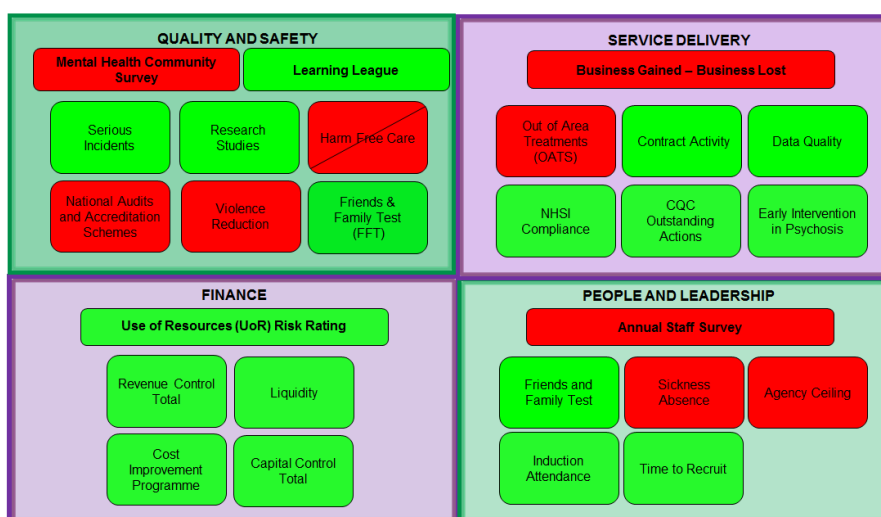 QUALITY AND SAFETY
Mental Health Community
Survey
Learning League
Serious
Incidents
Research
Studies
Harm Free Care
National Audits
and Accreditation
Schemes
Violence
Reduction
Friends &
Family Test
(FFT)
SERVICE DELIVERY
Business Gained – Business Lost
Out of Area
Treatments
(OATS)
Contract Activity
Data Quality
NHSI
Compliance
CQC
Outstanding
Actions
Early Intervention
in Psychosis
FINANCE
Use of Resources (UoR) Risk Rating
Revenue Control
Total
Liquidity
Cost
Improvement
Programme
Capital Control
Total
PEOPLE AND LEADERSHIP
Annual Staff Survey
Friends and
Family Test
Sickness
Absence
Agency Ceiling
Induction
Attendance
Time to Recruit